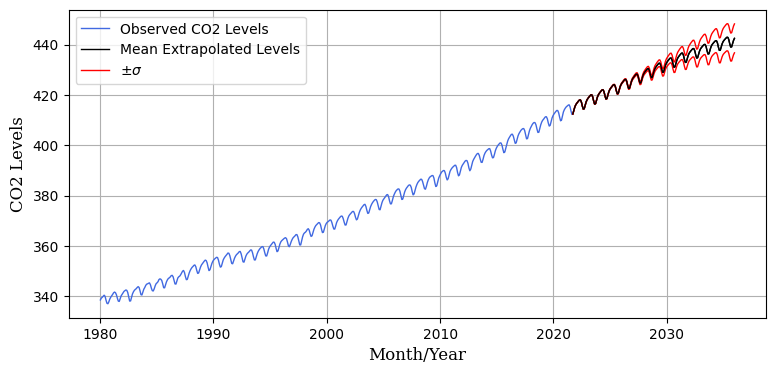 Observed CO2 Levels
Mean Extrapolated Levels
±σ
CO2 Levels
440
420
400
380
360
340
1980 1990 2000 2010 2020 2030
Month/Year